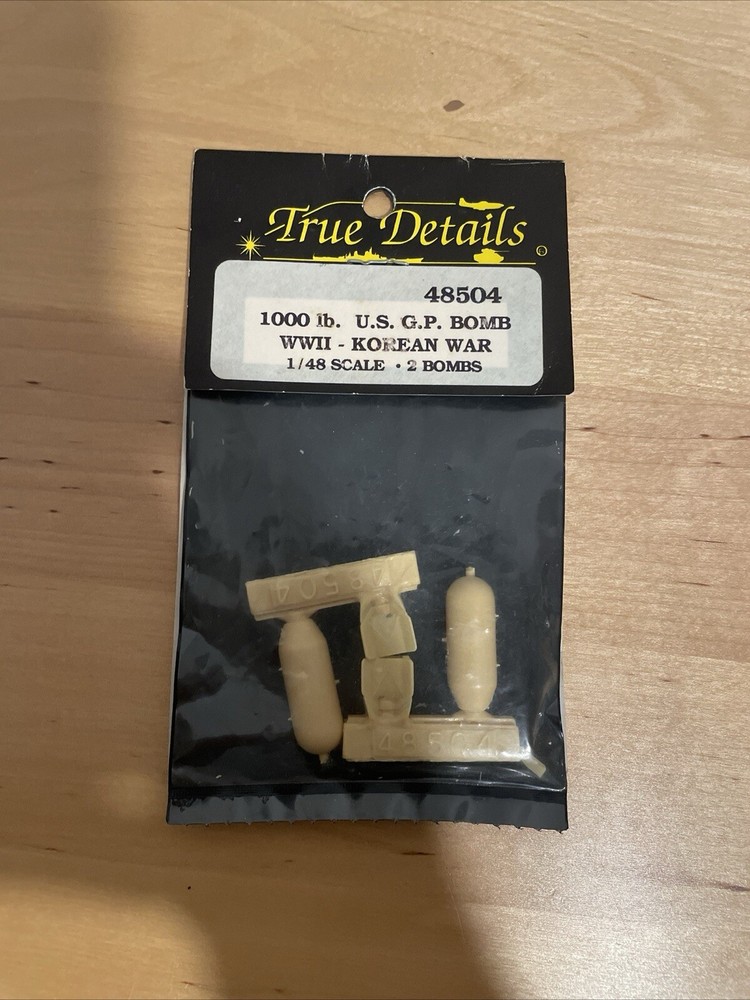 True Details
48504
1000 lb. U.S. G.P. BOMB
WWII - KOREAN WAR
1/48 SCALE • 2 BOMBS
48504
48504